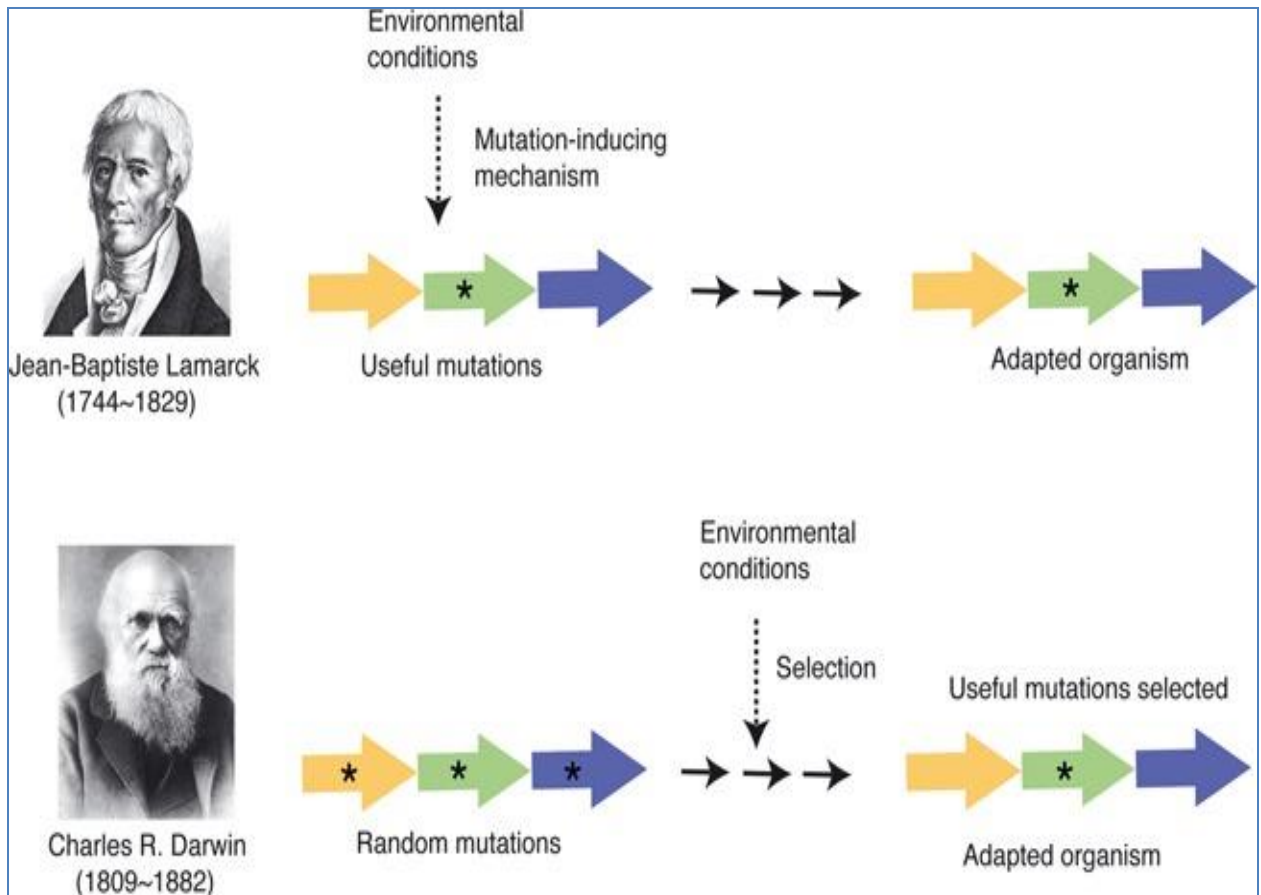 Environmental
conditions
Mutation-inducing
mechanism
*
*
Jean-Baptiste Lamarck
(1744~1829)
Useful mutations
Adapted organism
Environmental
conditions
Selection
Useful mutations selected
* * *
*
Charles R. Darwin
(1809~1882)
Random mutations
Adapted organism